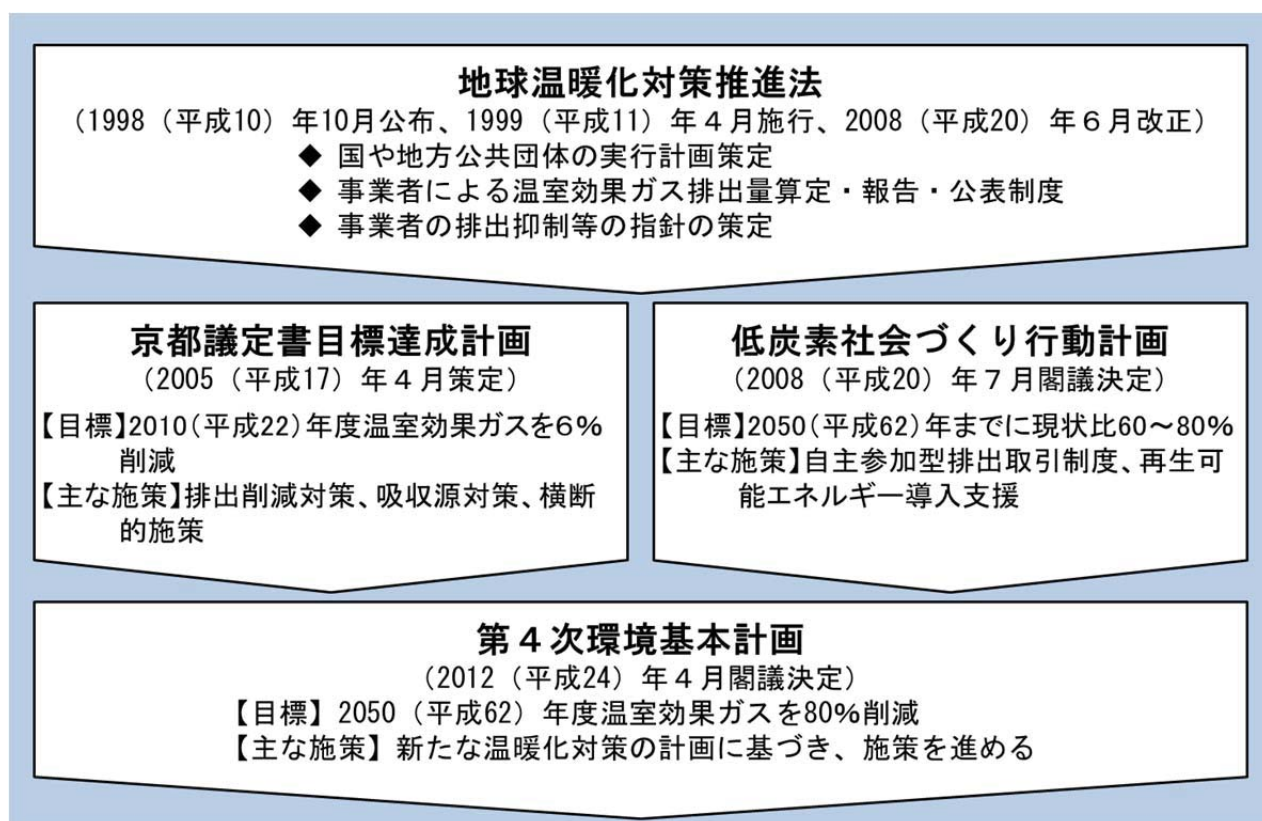 地球温暖化対策推進法
(1998（平成10）年10月公布、1999（平成11）年４月施行、2008（平成20）年６月改正)
◆ 国や地方公共団体の実行計画策定
◆ 事業者による温室効果ガス排出量算定・報告・公表制度
◆ 事業者の排出抑制等の指針の策定
京都議定書目標達成計画
（2005（平成17）年４月策定）
【目標】2010（平成22）年度温室効果ガスを６％
削減
【主な施策】排出削減対策、吸収源対策、横断
的施策
低炭素社会づくり行動計画
（2008（平成20）年７月閣議決定）
【目標】2050（平成62）年までに現状比60～80％
【主な施策】自主参加型排出取引制度、再生可
能エネルギー導入支援
第４次環境基本計画
（2012（平成24）年４月閣議決定）
【目標】2050（平成62）年度温室効果ガスを80％削減
【主な施策】新たな温暖化対策の計画に基づき、施策を進める